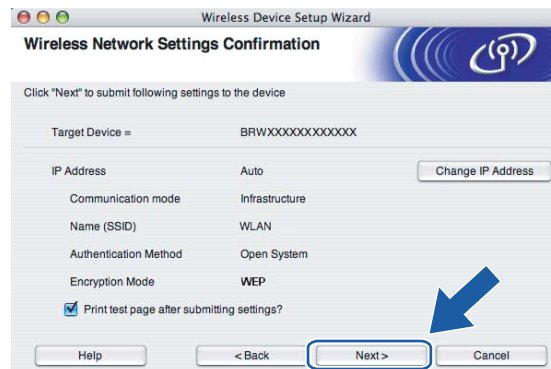 Wireless Device Setup Wizard
Wireless Network Settings Confirmation
Click "Next" to submit following settings to the device
Target Device = BRWXXXXXXXXXXXX
IP Address Auto Change IP Address
Communication mode Infrastructure
Name (SSID) WLAN
Authentication Method Open System
Encryption Mode WEP
Print test page after submitting settings?
Help < Back Next > Cancel